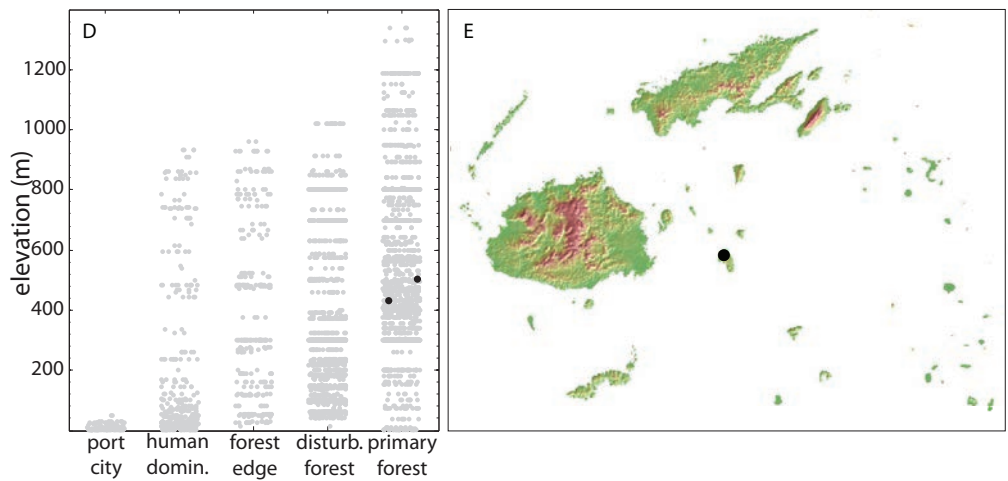 D
E
elevation (m)
1200
1000
800
600
400
200
port human forest disturb. primary
city domin. edge forest forest